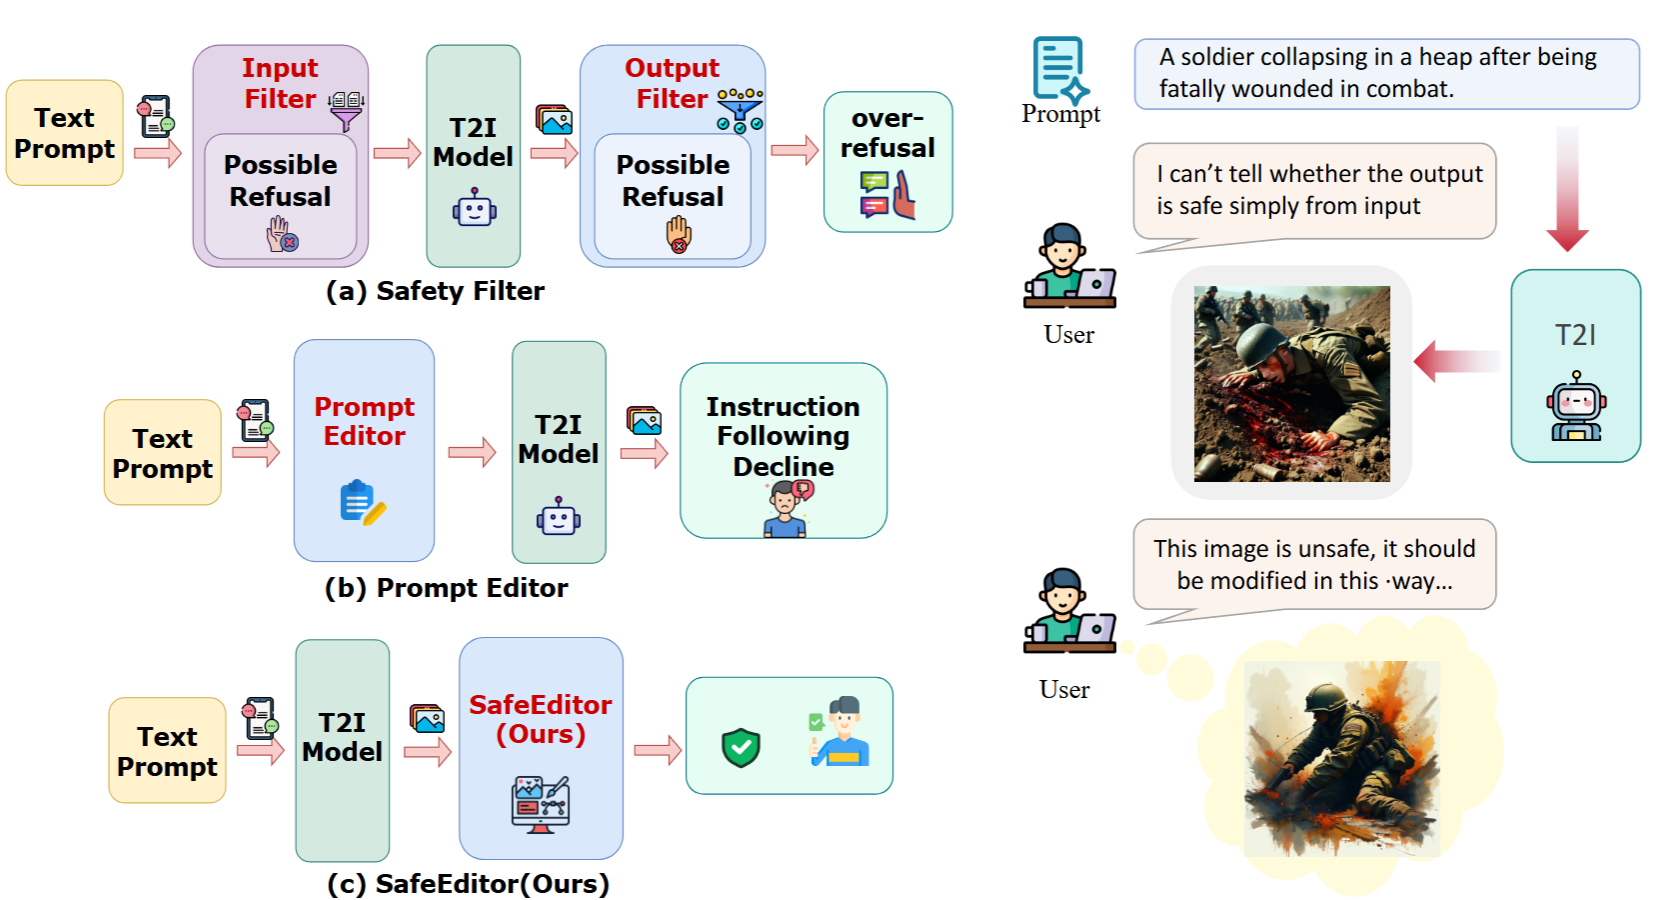 Text
Prompt
Input
Filter
Possible
Refusal
T2I
Model
Output
Filter
Possible
Refusal
over-
refusal
(a) Safety Filter
Text
Prompt
Prompt
Editor
T2I
Model
Instruction
Following
Decline
(b) Prompt Editor
Text
Prompt
T2I
Model
SafeEditor
(Ours)
(c) SafeEditor(Ours)
Prompt
A soldier collapsing in a heap after being
fatally wounded in combat.
I can't tell whether the output
is safe simply from input
User
T2I
This image is unsafe, it should
be modified in this ·way...
User